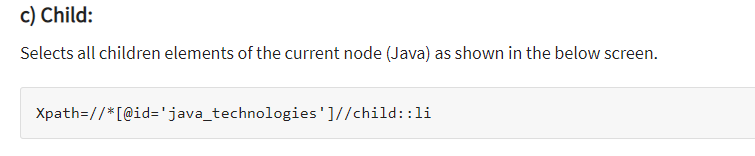 c) Child:
Selects all children elements of the current node (Java) as shown in the below screen.
Xpath=//*[@id='java_technologies']//child::li